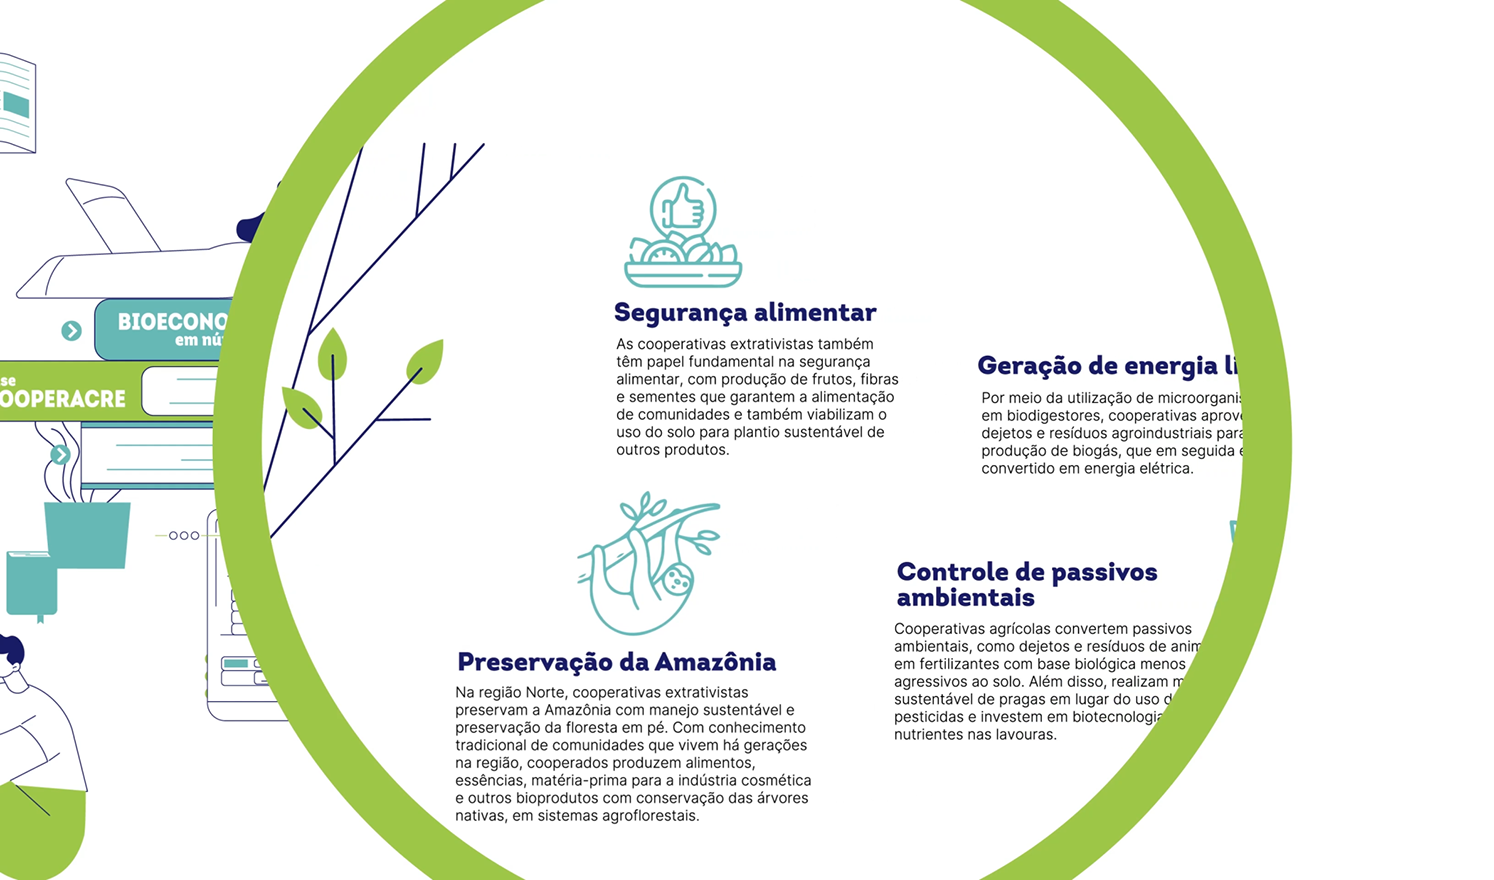 BIOECONO
em nú
se
OOPERACRE
Segurança alimentar
As cooperativas extrativistas também
têm papel fundamental na segurança
alimentar, com produção de frutos, fibras
e sementes que garantem a alimentação
de comunidades e também viabilizam o
uso do solo para plantio sustentável de
outros produtos.
Geração de energia li
Por meio da utilização de microorganis
em biodigestores, cooperativas aprove
dejetos e resíduos agroindustriais para
produção de biogás, que em seguida é
convertido em energia elétrica.
Preservação da Amazônia
Na região Norte, cooperativas extrativistas
preservam a Amazônia com manejo sustentável e
preservação da floresta em pé. Com conhecimento
tradicional de comunidades que vivem há gerações
na região, cooperados produzem alimentos,
essências, matéria-prima para a indústria cosmética
e outros bioprodutos com conservação das árvores
nativas, em sistemas agroflorestais.
Controle de passivos
ambientais
Cooperativas agrícolas convertem passivos
ambientais, como dejetos e resíduos de anim
em fertilizantes com base biológica menos
agressivos ao solo. Além disso, realizam m
sustentável de pragas em lugar do uso d
pesticidas e investem em biotecnologia
nutrientes nas lavouras.